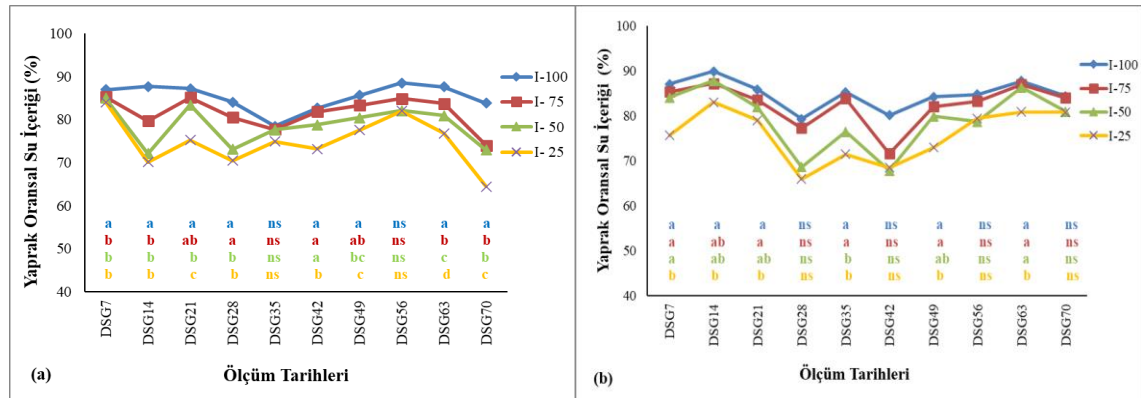 Yaprak Oransal Su İçeriği (%)
100
90
80
70
60
50
40
I-100
I- 75
I- 50
I- 25
a a a a ns a a ns a a
b b ab a ns a ab ns b b
b b b b ns a bc ns c b
b b c b ns b c ns d c
DSG7 DSG14 DSG21 DSG28 DSG35 DSG42 DSG49 DSG56 DSG63 DSG70
(a)
Ölçüm Tarihleri
Yaprak Oransal Su İçeriği (%)
100
90
80
70
60
50
40
I-100
I-75
I-50
I-25
a a a ns a ns a ns a ns
a ab a ns a ns a ns a ns
a ab ab ns b ns ab ns a ns
b b b ns b ns b ns b ns
DSG7 DSG14 DSG21 DSG28 DSG35 DSG42 DSG49 DSG56 DSG63 DSG70
(b)
Ölçüm Tarihleri